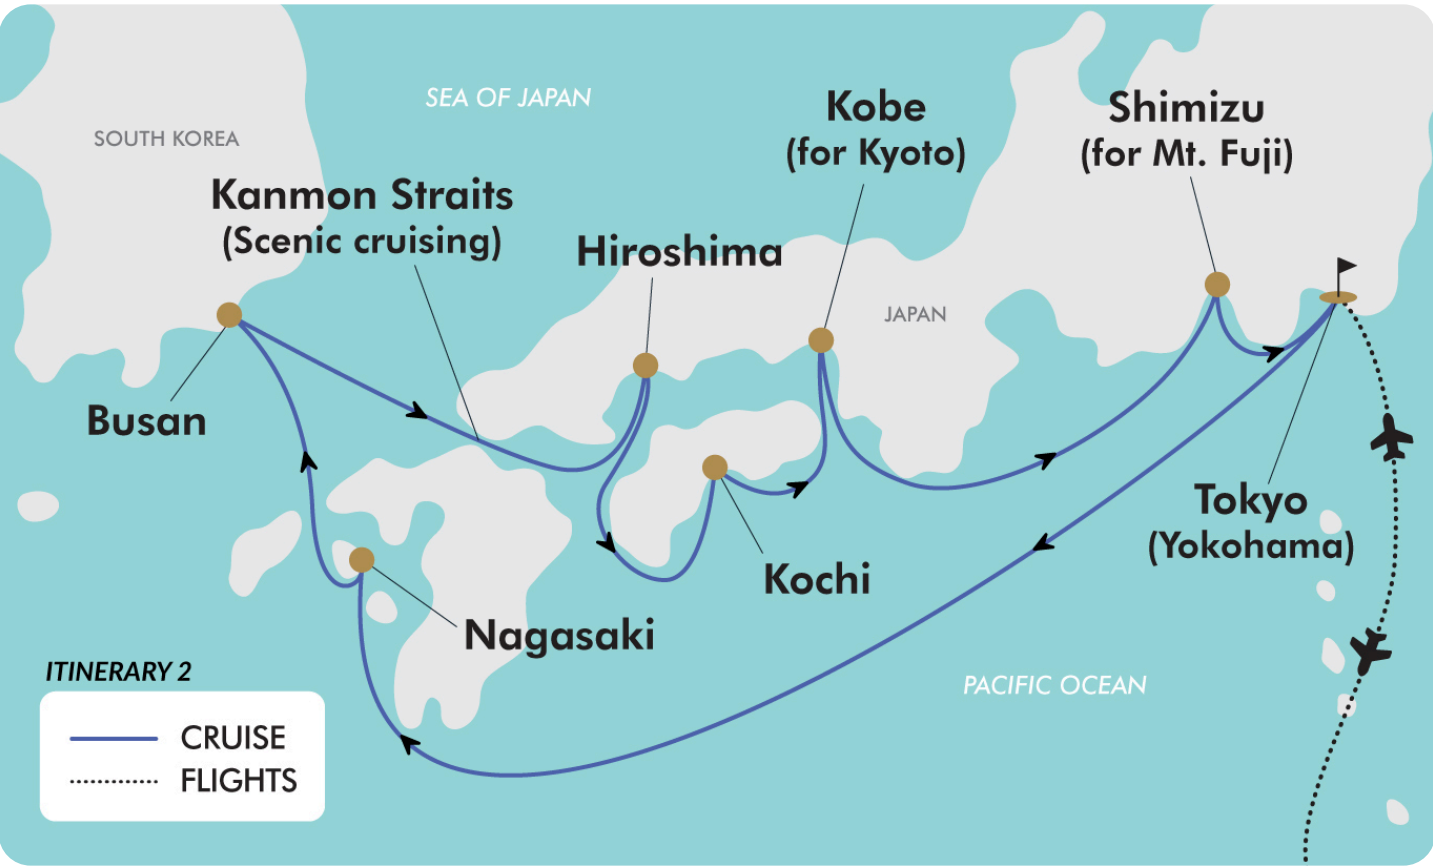 SEA OF JAPAN
SOUTH KOREA
Kanmon Straits
(Scenic cruising)
Hiroshima
Kobe
(for Kyoto)
Shimizu
(for Mt. Fuji)
JAPAN
Busan
Tokyo
(Yokohama)
Kochi
Nagasaki
PACIFIC OCEAN
ITINERARY 2
CRUISE
FLIGHTS